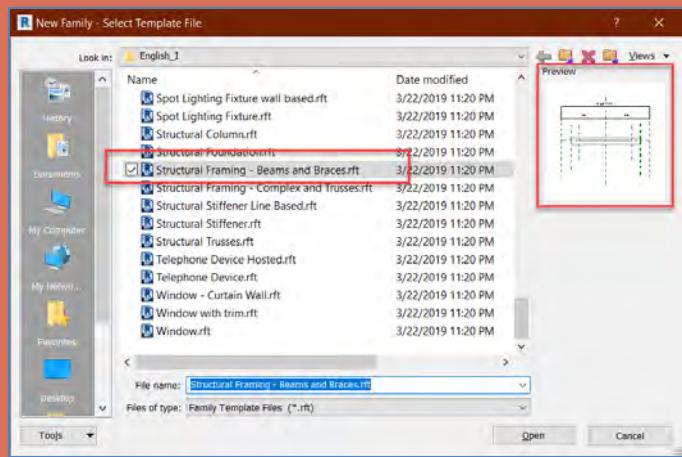 R New Family - Select Template File ? ×
Look in: English_I Views
Name Date modified Preview
Spot Lighting Fixture wall based.rft 3/22/2019 11:20 PM
Spot Lighting Fixture.rft 3/22/2019 11:20 PM
Structural Column.rft 3/22/2019 11:20 PM
Structural Foundation.rft 3/22/2019 11:20 PM
Structural Framing - Beams and Braces.rft 3/22/2019 11:20 PM
Structural Framing - Complex and Trusses.rft 3/22/2019 11:20 PM
Structural Stiffener Line Based.rft 3/22/2019 11:20 PM
Structural Stiffener.rft 3/22/2019 11:20 PM
Structural Trusses.rft 3/22/2019 11:20 PM
Telephone Device Hosted.rft 3/22/2019 11:20 PM
Telephone Device.rft 3/22/2019 11:20 PM
Window - Curtain Wall.rft 3/22/2019 11:20 PM
Window with trim.rft 3/22/2019 11:20 PM
Window.rft 3/22/2019 11:20 PM
History
Documents
My Computer
My Netwo...
Favorites
Desktop
File name: Structural Framing - Beams and Braces.rft
Files of type: Family Template Files (*.rft)
Tools Open Cancel